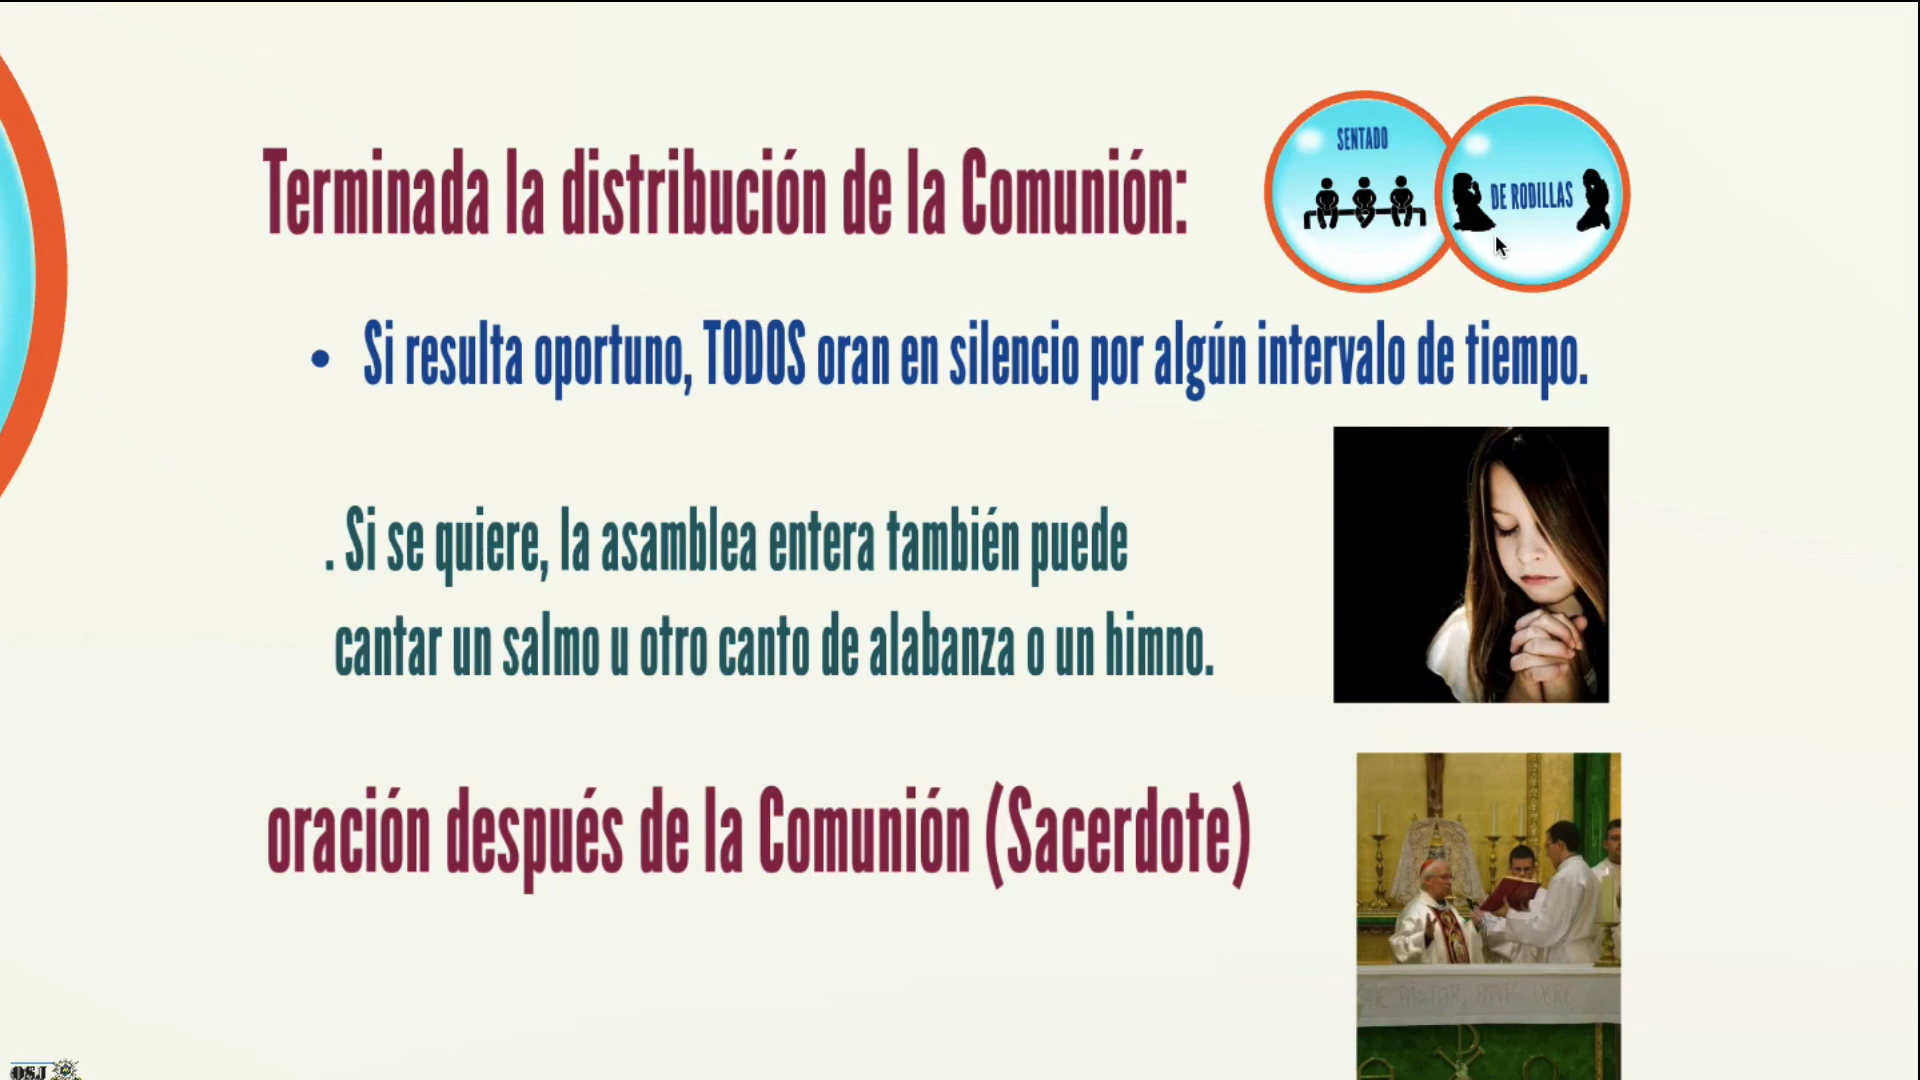 Terminada la distribución de la Comunión:
SENTADO
DE RODILLAS
• Si resulta oportuno, TODOS oran en silencio por algún intervalo de tiempo.
. Si se quiere, la asamblea entera también puede
cantar un salmo u otro canto de alabanza o un himno.
oración después de la Comunión (Sacerdote)
PASTOR,
OSJ